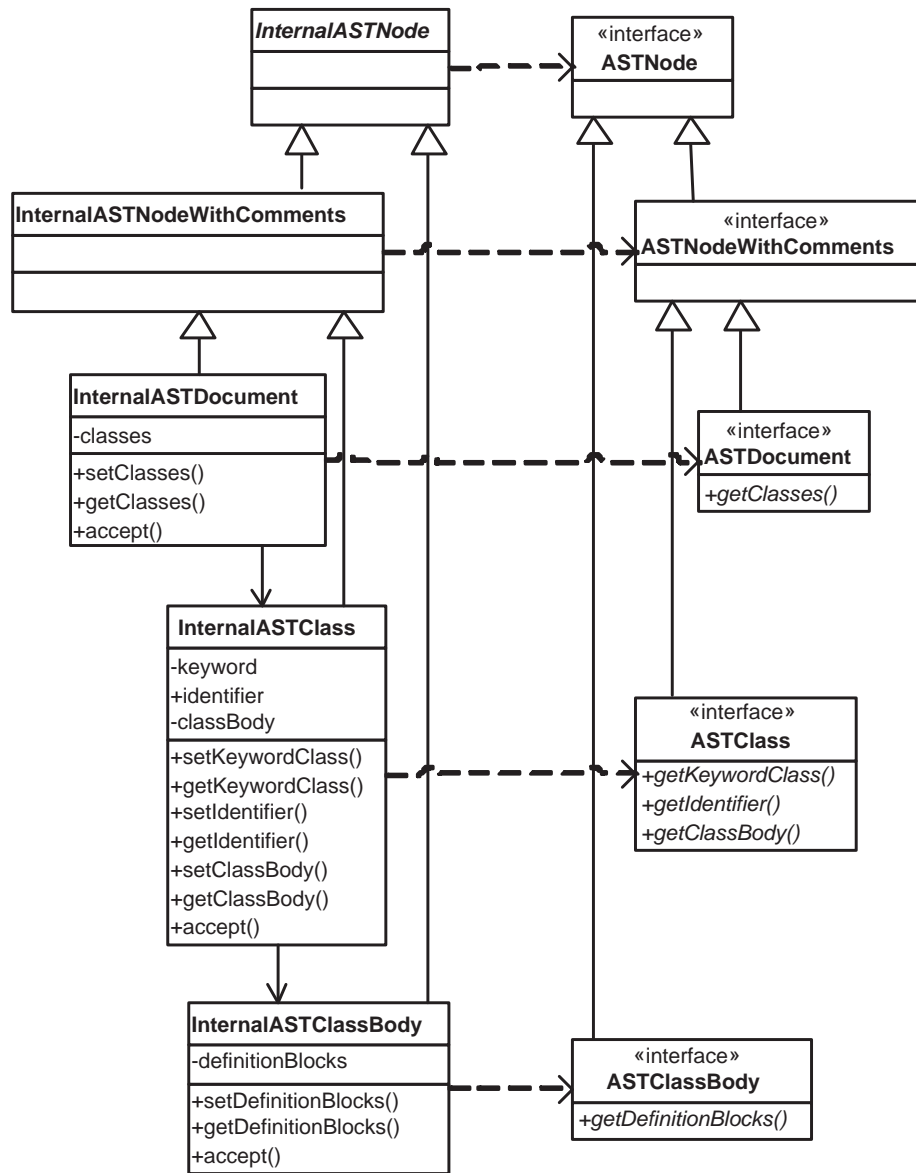 InternalASTNode
«interface»
ASTNode
InternalASTNodeWithComments
«interface»
ASTNodeWithComments
InternalASTDocument
-classes
+setClasses()
+getClasses()
+accept()
«interface»
ASTDocument
+getClasses()
InternalASTClass
-keyword
+identifier
-classBody
+setKeywordClass()
+getKeywordClass()
+setIdentifier()
+getIdentifier()
+setClassBody()
+getClassBody()
+accept()
«interface»
ASTClass
+getKeywordClass()
+getIdentifier()
+getClassBody()
InternalASTClassBody
-definitionBlocks
+setDefinitionBlocks()
+getDefinitionBlocks()
+accept()
«interface»
ASTClassBody
+getDefinitionBlocks()